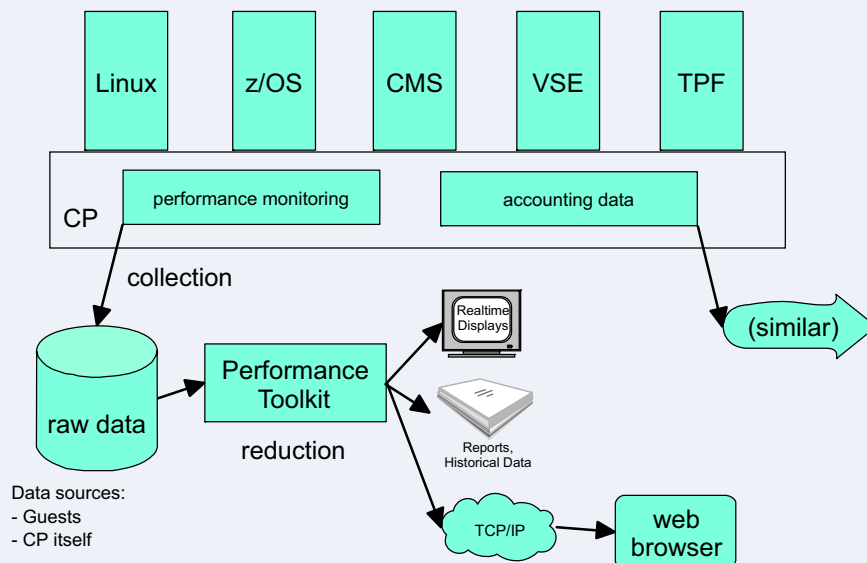 Linux
z/OS
CMS
VSE
TPF
CP
performance monitoring
accounting data
collection
(similar)
Realtime
Displays
raw data
Performance
Toolkit
reduction
Reports,
Historical Data
Data sources:
- Guests
- CP itself
TCP/IP
web
browser